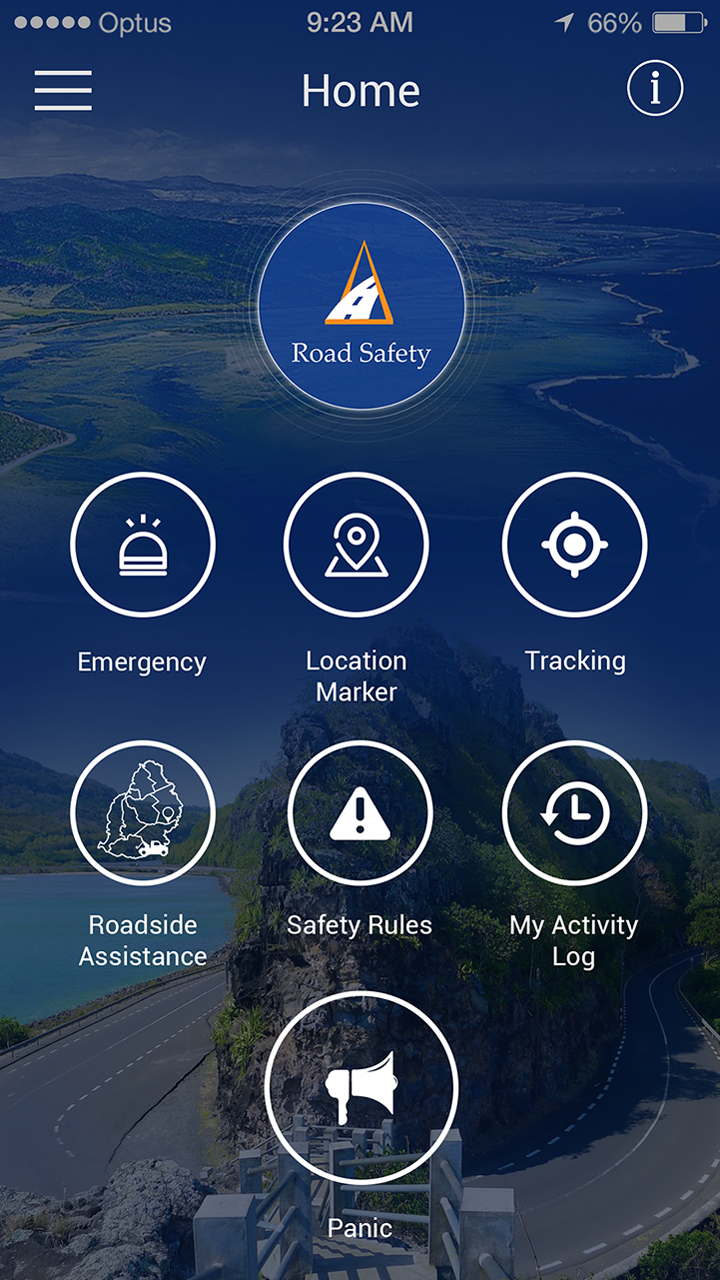 Optus 9:23 AM 66%
Home
i
Road Safety
Emergency
Location
Marker
Tracking
Roadside
Assistance
Safety Rules
My Activity
Log
Panic